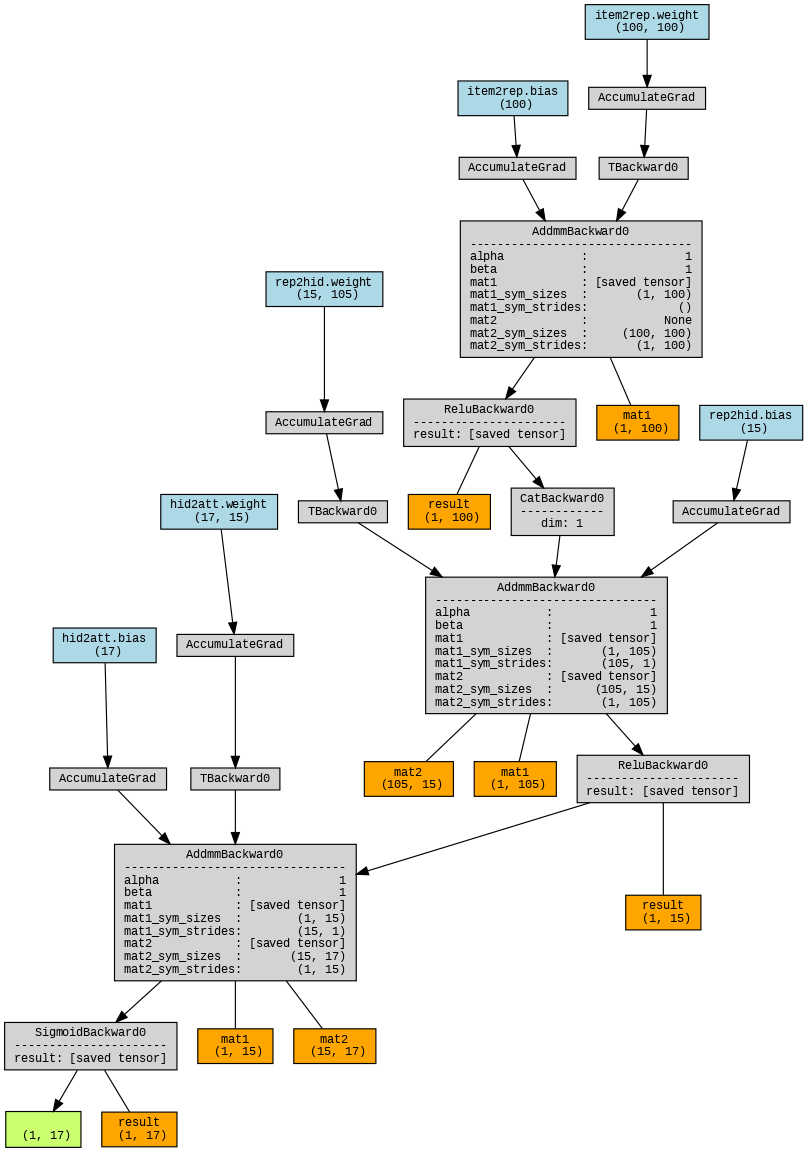 item2rep.weight
(100, 100)
item2rep.bias
(100)
AccumulateGrad
AccumulateGrad
TBackward0
AddmmBackward0
-------------------------------
alpha : 1
beta : 1
mat1 : [saved tensor]
mat1_sym_sizes : (1, 100)
mat1_sym_strides: ()
mat2 : None
mat2_sym_sizes : (100, 100)
mat2_sym_strides: (1, 100)
rep2hid.weight
(15, 105)
AccumulateGrad
ReluBackward0
---------------------
result: [saved tensor]
mat1
(1, 100)
rep2hid.bias
(15)
hid2att.weight
(17, 15)
TBackward0
result
(1, 100)
CatBackward0
------------
dim: 1
AccumulateGrad
AddmmBackward0
-------------------------------
alpha : 1
beta : 1
mat1 : [saved tensor]
mat1_sym_sizes : (1, 105)
mat1_sym_strides: (105, 1)
mat2 : [saved tensor]
mat2_sym_sizes : (105, 15)
mat2_sym_strides: (1, 105)
hid2att.bias
(17)
AccumulateGrad
AccumulateGrad
TBackward0
mat2
(105, 15)
mat1
(1, 105)
ReluBackward0
---------------------
result: [saved tensor]
AddmmBackward0
-------------------------------
alpha : 1
beta : 1
mat1 : [saved tensor]
mat1_sym_sizes : (1, 15)
mat1_sym_strides: (15, 1)
mat2 : [saved tensor]
mat2_sym_sizes : (15, 17)
mat2_sym_strides: (1, 15)
result
(1, 15)
SigmoidBackward0
---------------------
result: [saved tensor]
mat1
(1, 15)
mat2
(15, 17)
(1, 17)
result
(1, 17)